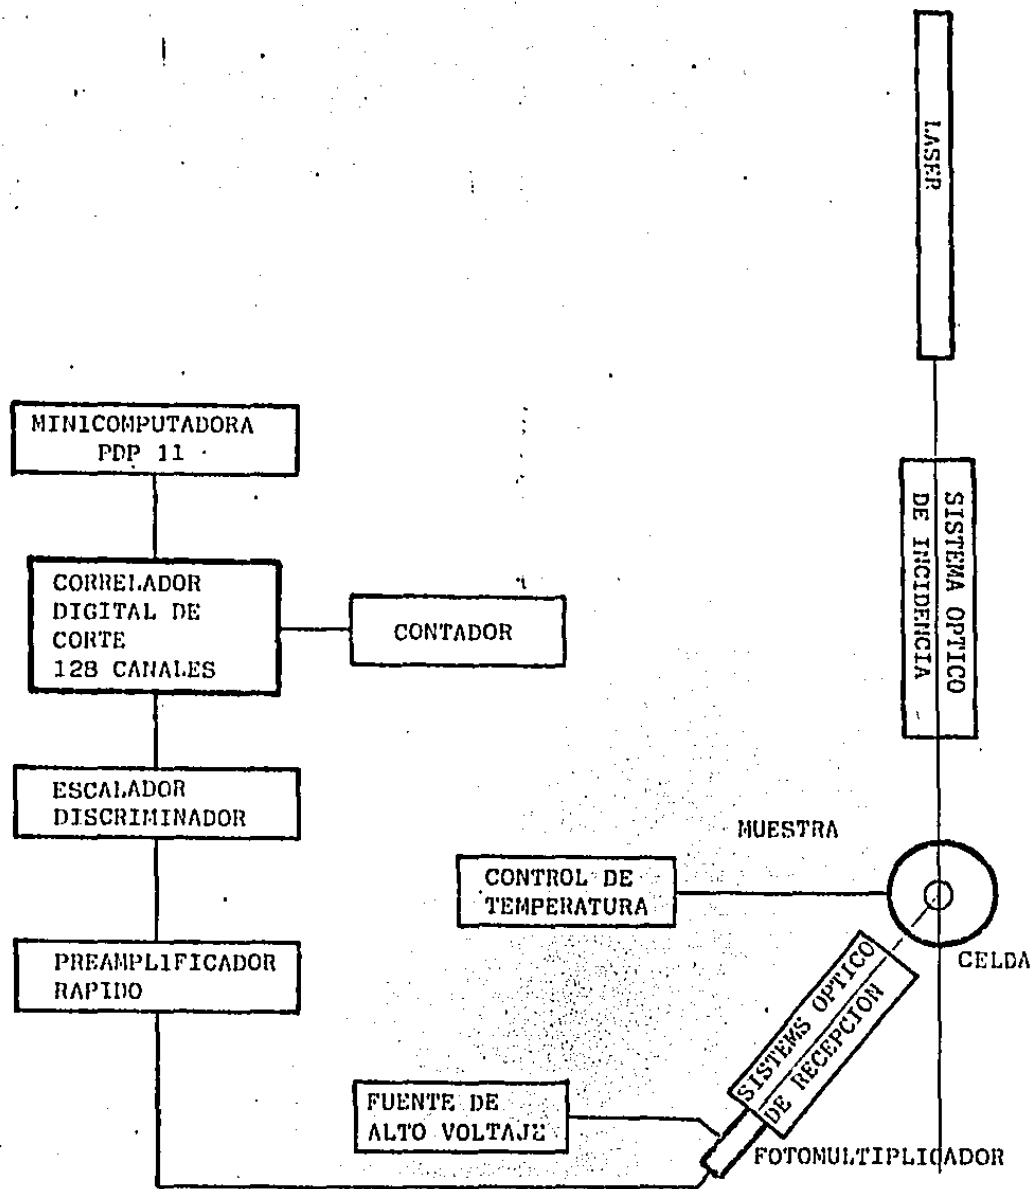 LASER
MINICOMPUTADORA
PDP 11
SISTEMA OPTICO
DE INCIDENCIA
CORRELADOR
DIGITAL DE
CORTE
128 CANALES
CONTADOR
ESCALADOR
DISCRIMINADOR
MUESTRA
CONTROL DE
TEMPERATURA
CELDA
PREAMPLIFICADOR
RAPIDO
SISTEMS OPTICO
DE RECEPCION
FUENTE DE
ALTO VOLTAJE
FOTOMULTIPLICADOR